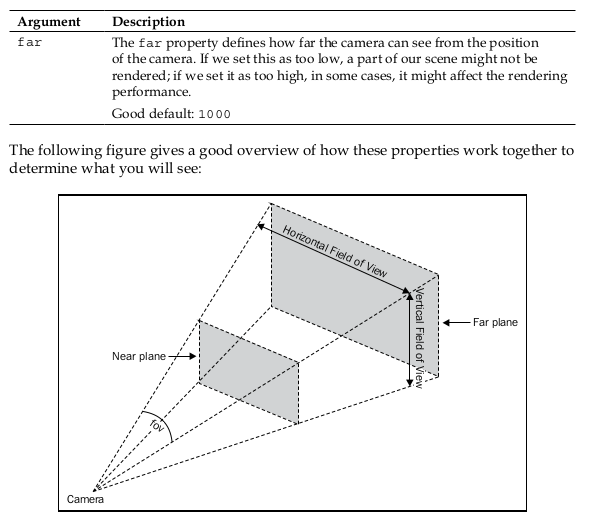 Argument Description
far The far property defines how far the camera can see from the position
of the camera. If we set this as too low, a part of our scene might not be
rendered; if we set it as too high, in some cases, it might affect the rendering
performance.
Good default: 1000
The following figure gives a good overview of how these properties work together to
determine what you will see:
Horizontal Field of View
Vertical Field of View
Far plane
Near plane
fov
Camera